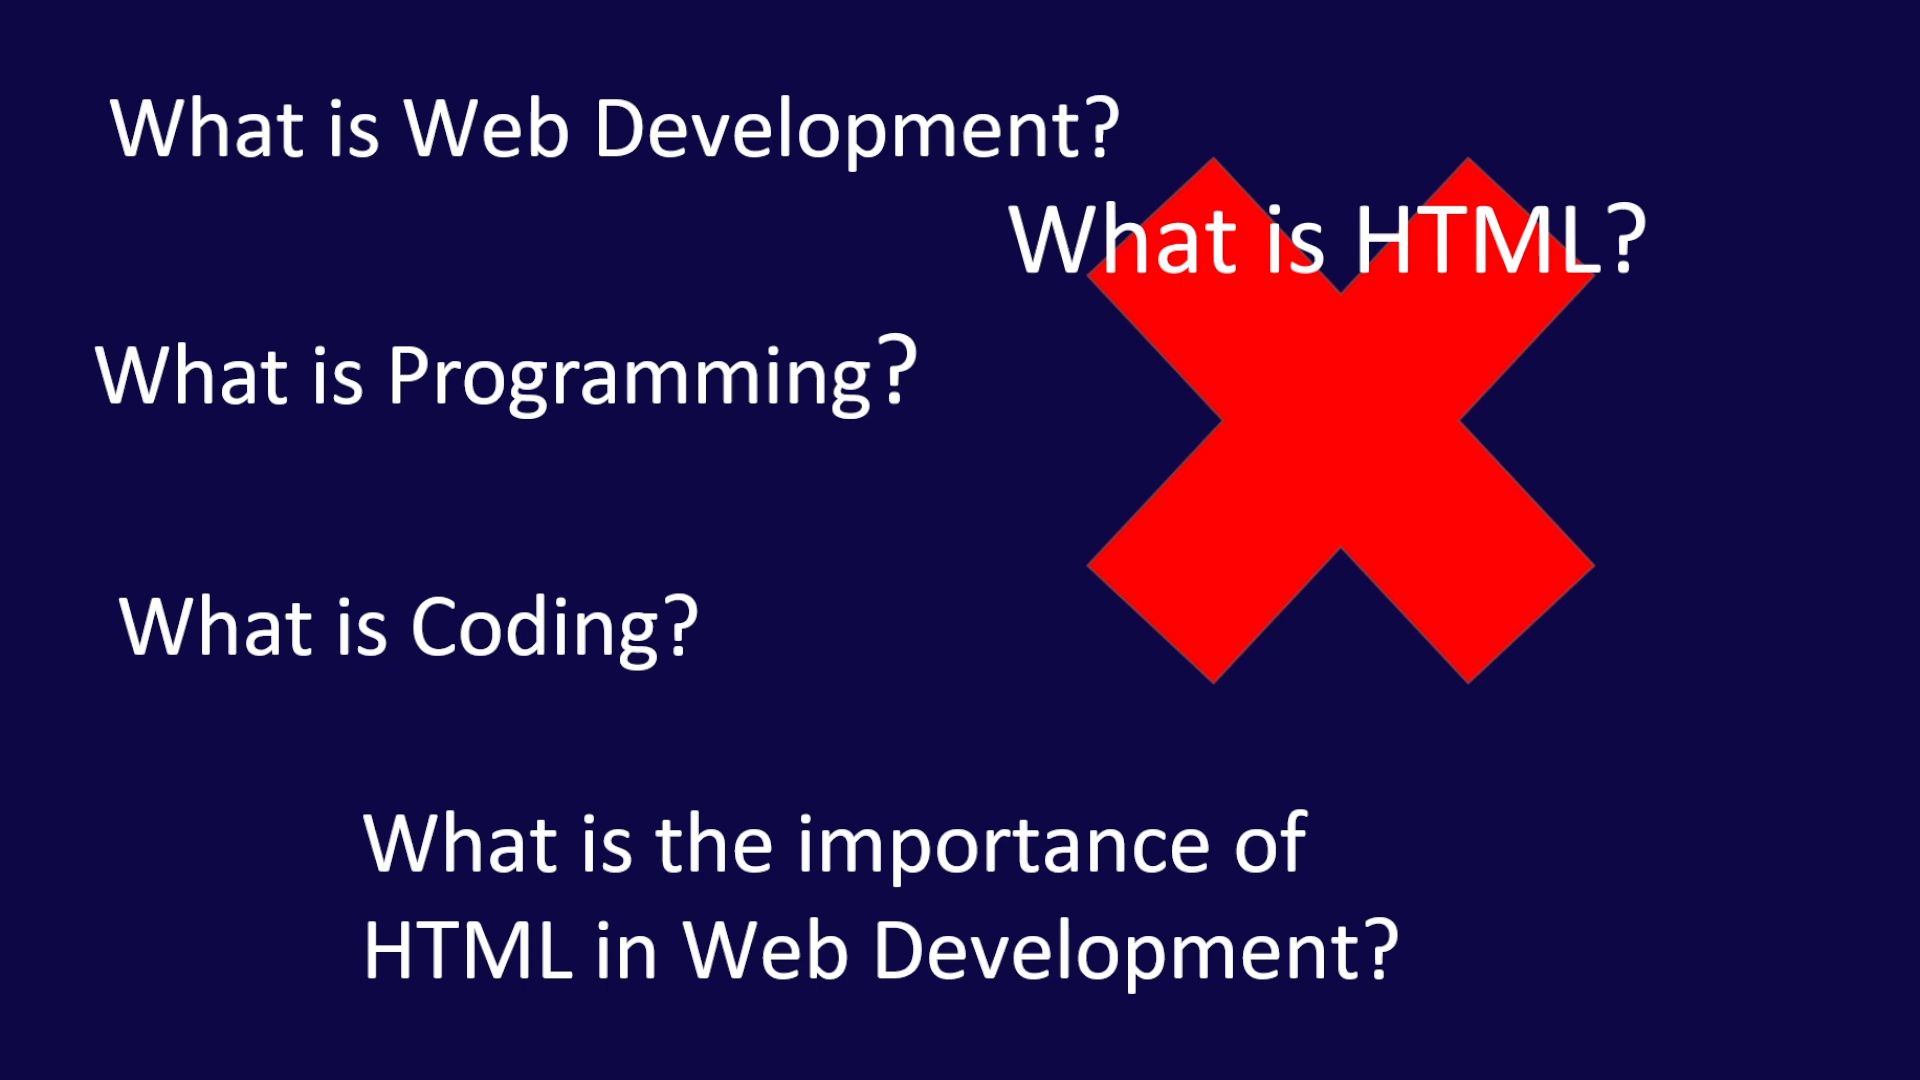 What is Web Development?
What is HTML?
What is Programming?
What is Coding?
What is the importance of
HTML in Web Development?